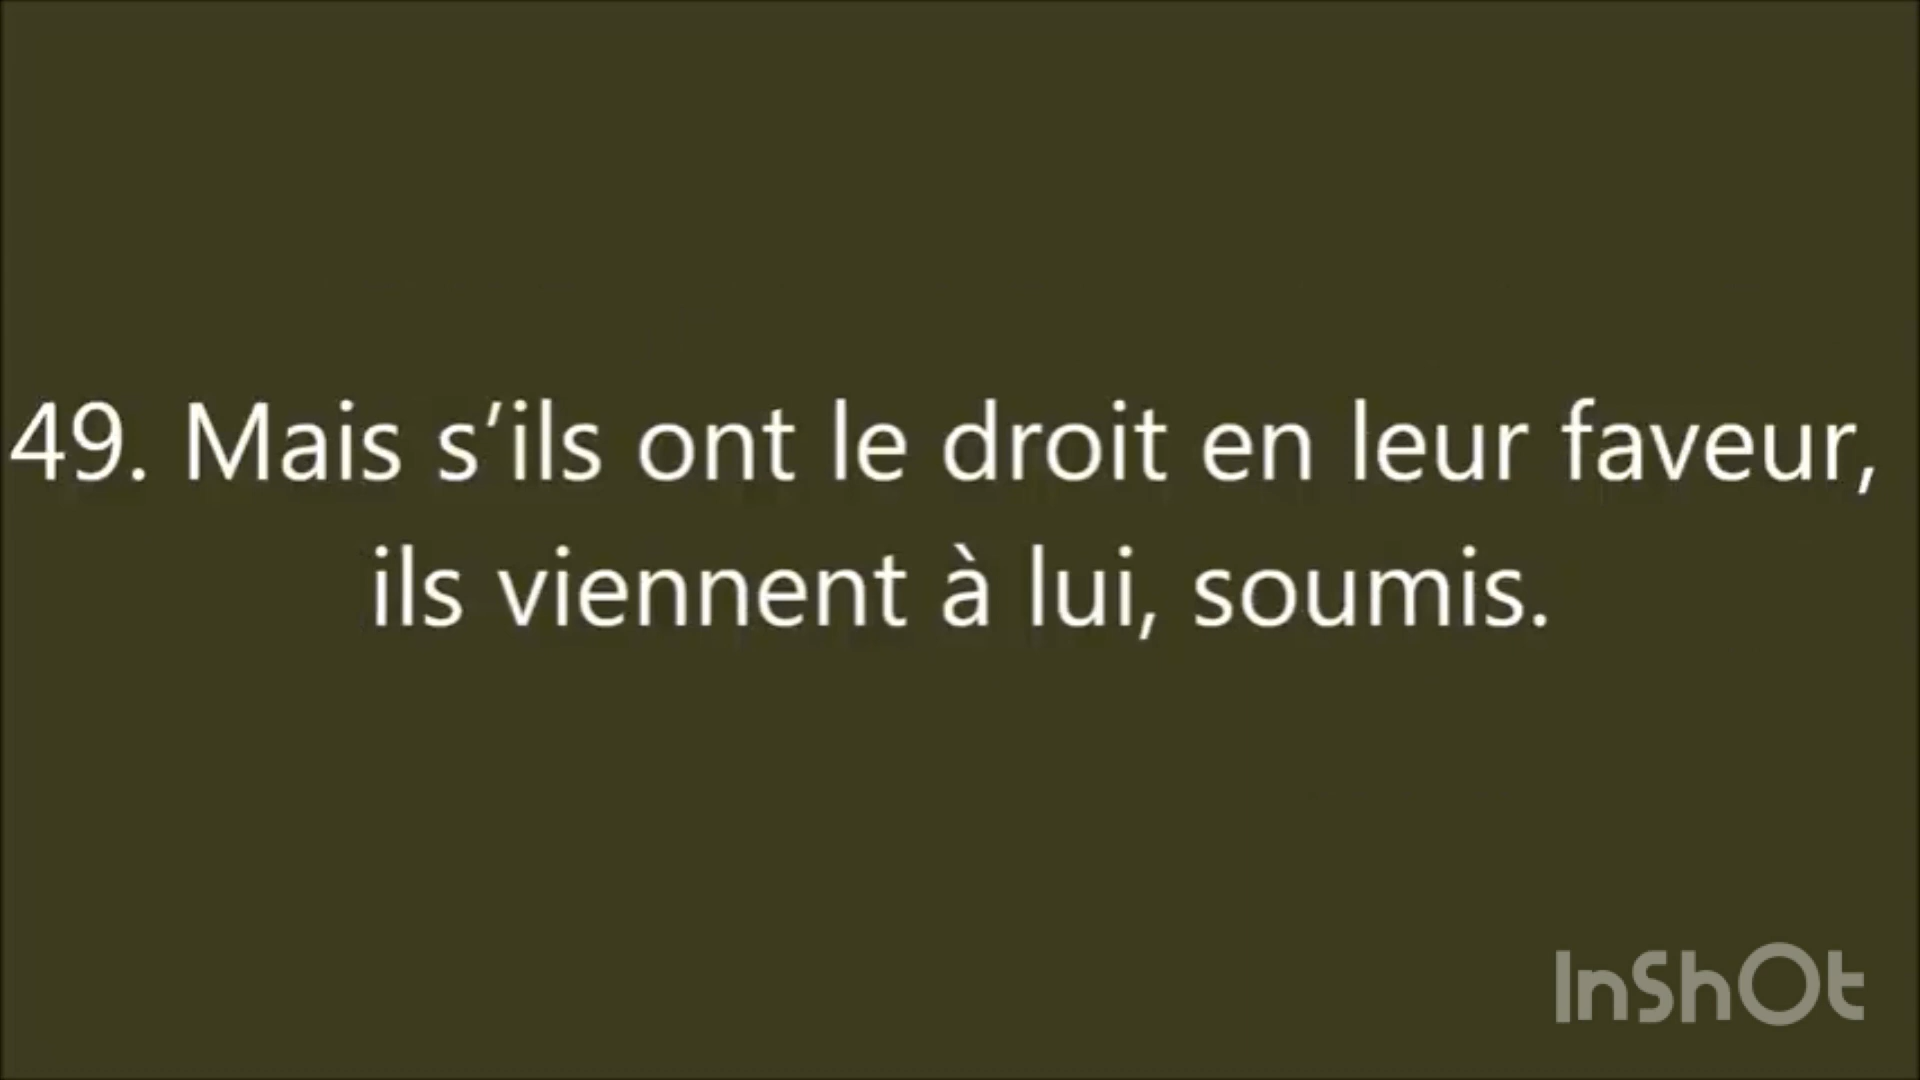 49. Mais s’ils ont le droit en leur faveur,
ils viennent à lui, soumis.
InShOt